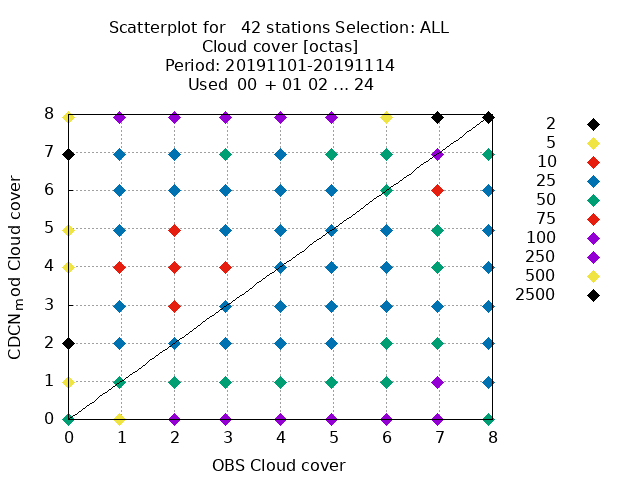 Scatterplot for   42 stations Selection: ALL
Cloud cover [octas]
Period: 20191101-20191114
Used  00 + 01 02 ... 24
8
7
6
5
4
3
2
1
0
CDCN_mod Cloud cover
0 1 2 3 4 5 6 7 8
OBS Cloud cover
2
5
10
25
50
75
100
250
500
2500